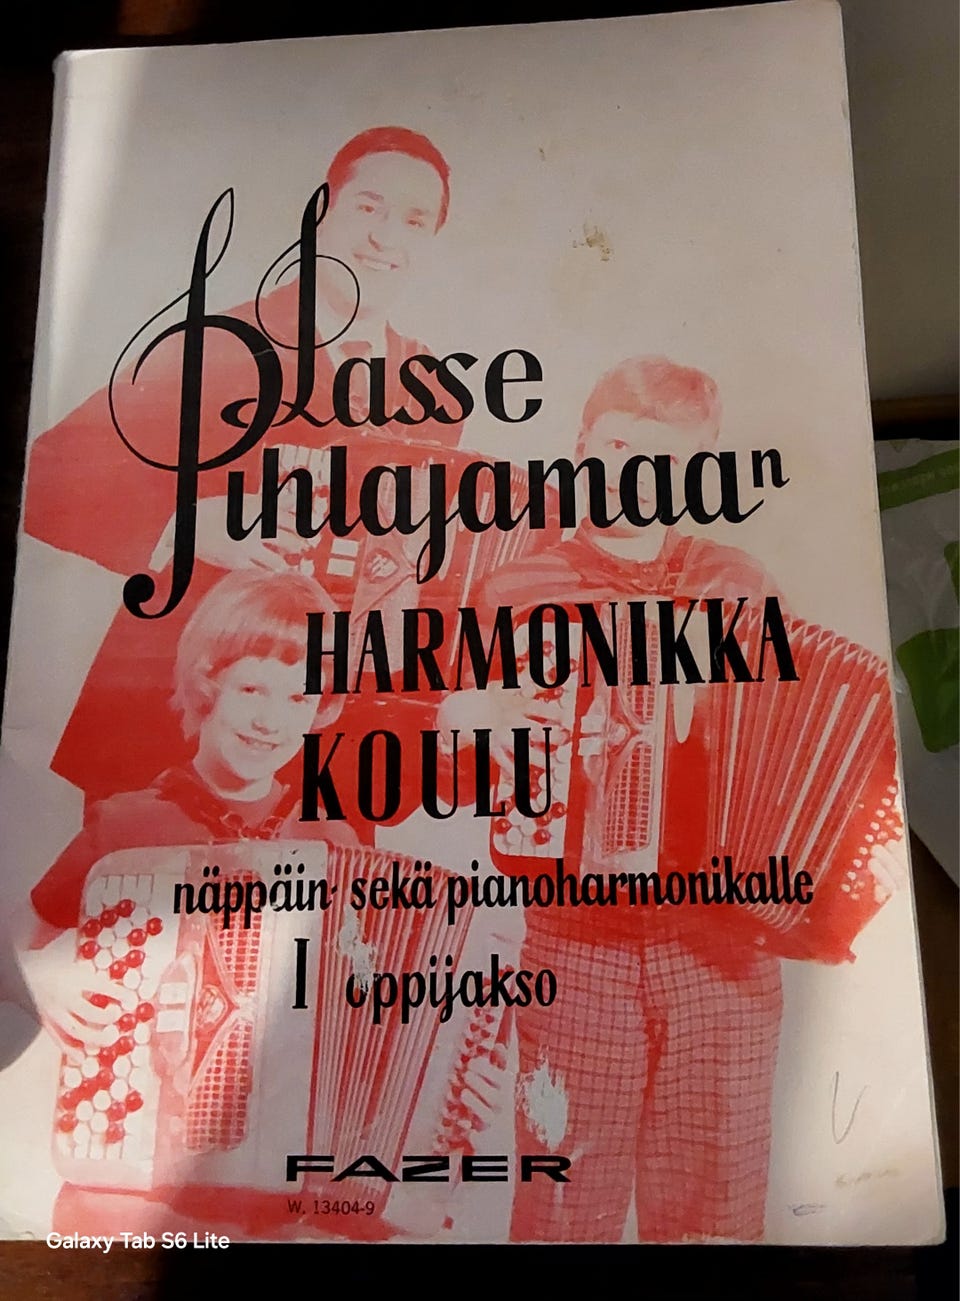 Lasse
Pihlajamaan
HARMONIKKA
KOULU
näppäin- sekä pianoharmonikalle
I oppijakso
FAZER
W. 13404-9
Galaxy Tab S6 Lite